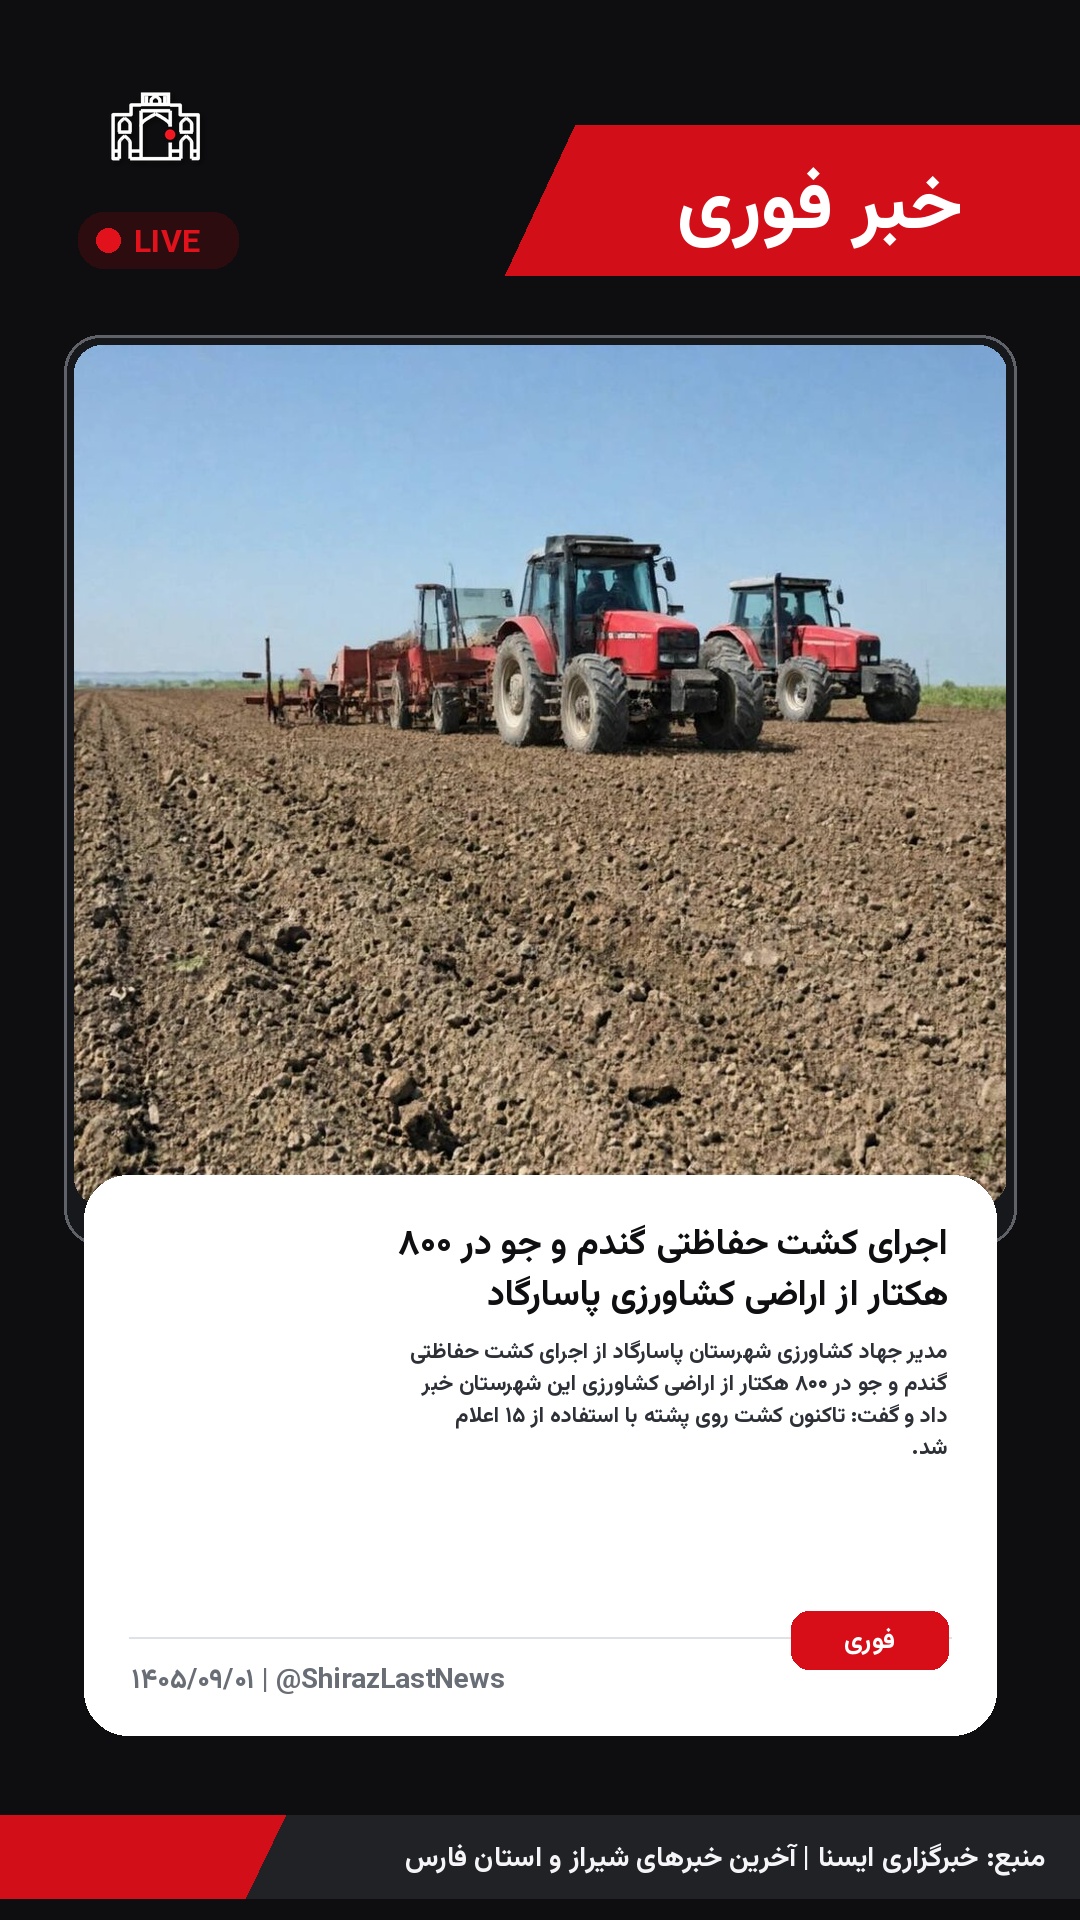 خبر فوری
LIVE
اجرای کشت حفاظتی گندم و جو در ۸۰۰
هکتار از اراضی کشاورزی پاسارگاد
مدیر جهاد کشاورزی شهرستان پاسارگاد از اجرای کشت حفاظتی
گندم و جو در ۸۰۰ هکتار از اراضی کشاورزی این شهرستان خبر
داد و گفت: تاکنون کشت روی پشته با استفاده از ۱۵ اعلام
شد.
فوری
۱۴۰۵/۰۹/۰۱ | @ShirazLastNews
منبع: خبرگزاری ایسنا | آخرین خبرهای شیراز و استان فارس